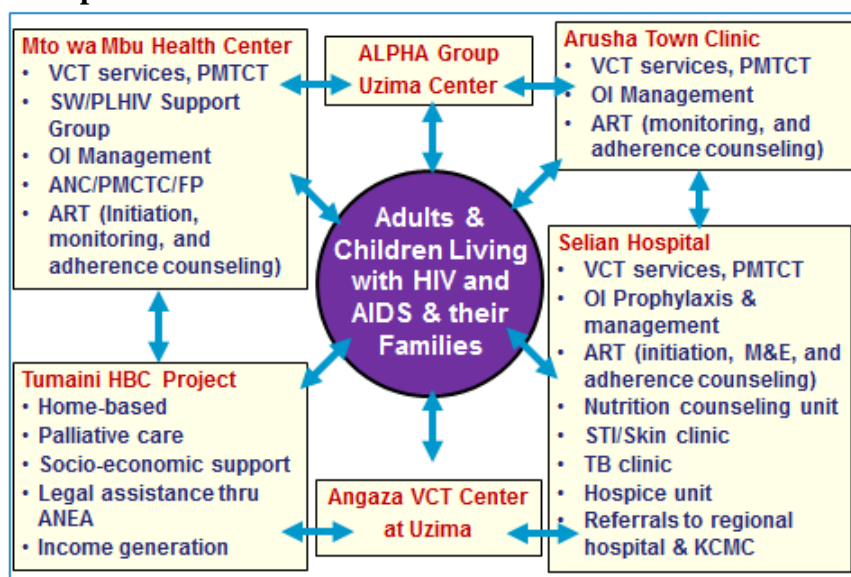 Mto wa Mbu Health Center
• VCT services, PMTCT
• SW/PLHIV Support
Group
• OI Management
• ANC/PMCTC/FP
• ART (Initiation,
monitoring, and
adherence counseling)
ALPHA Group
Uzima Center
Arusha Town Clinic
• VCT services, PMTCT
• OI Management
• ART (monitoring, and
adherence counseling)
Adults &
Children Living
with HIV and
AIDS & their
Families
Selian Hospital
• VCT services, PMTCT
• OI Prophylaxis &
management
• ART (initiation, M&E, and
adherence counseling)
• Nutrition counseling unit
• STI/Skin clinic
• TB clinic
• Hospice unit
• Referrals to regional
hospital & KCMC
Tumaini HBC Project
• Home-based
• Palliative care
• Socio-economic support
• Legal assistance thru
ANEA
• Income generation
Angaza VCT Center
at Uzima